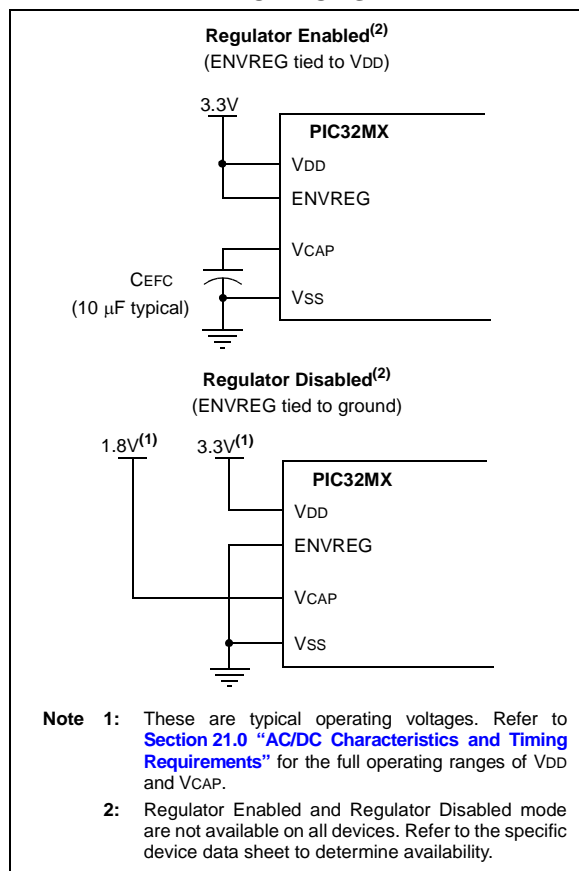 Regulator Enabled(2)
(ENVREG tied to VDD)
3.3V
PIC32MX
VDD
ENVREG
VCAP
CEFC
(10 μF typical)
VSS
Regulator Disabled(2)
(ENVREG tied to ground)
1.8V(1) 3.3V(1)
PIC32MX
VDD
ENVREG
VCAP
VSS
Note 1: These are typical operating voltages. Refer to
Section 21.0 “AC/DC Characteristics and Timing
Requirements” for the full operating ranges of VDD
and VCAP.
2: Regulator Enabled and Regulator Disabled mode
are not available on all devices. Refer to the specific
device data sheet to determine availability.